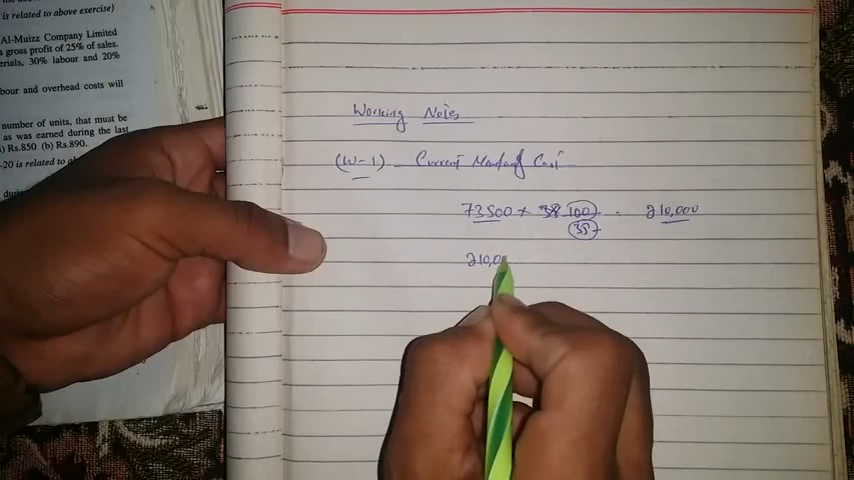 is related to above exercise)
Al-Muizz Company Limited
a gross profit of 25% of sales.
erials, 30% labour and 20%
bour and overhead costs will
number of units, that must be
as was earned during the last
) Rs.850 (b) Rs.890.
-20 is related to
Working Notes
(W-1) Current Manufg Cost
73500 × 100 210,000
35
210,0